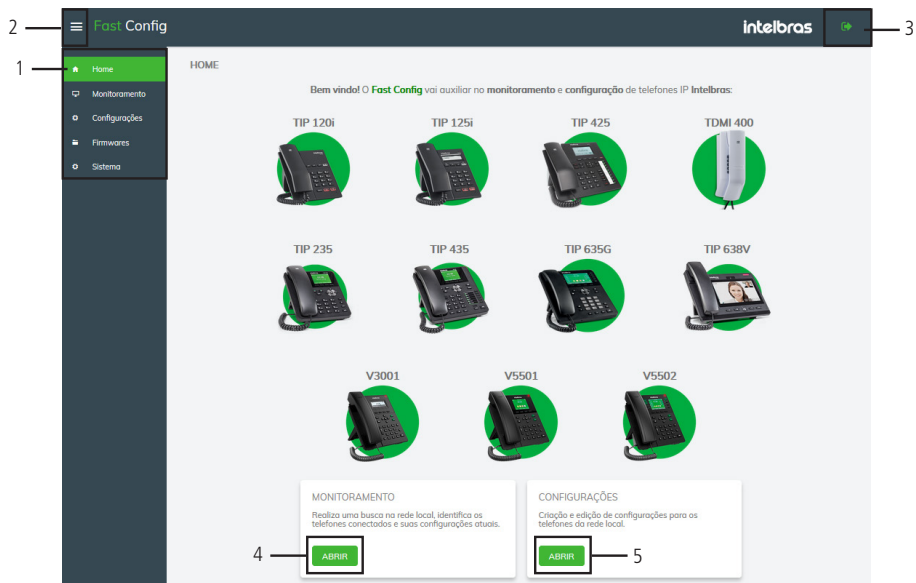 2
Fast Config
intelbras
3
1
Home
Monitoramento
Configurações
Firmwares
Sistema
HOME
Bem vindo! O Fast Config vai auxiliar no monitoramento e configuração de telefones IP Intelbras:
TIP 120i
TIP 125i
TIP 425
TDMI 400
TIP 235
TIP 435
TIP 635G
TIP 638V
V3001
V5501
V5502
MONITORAMENTO
Realiza uma busca na rede local, identifica os
telefones conectados e suas configurações atuais.
4
ABRIR
CONFIGURAÇÕES
Criação e edição de configurações para os
telefones da rede local.
ABRIR
5